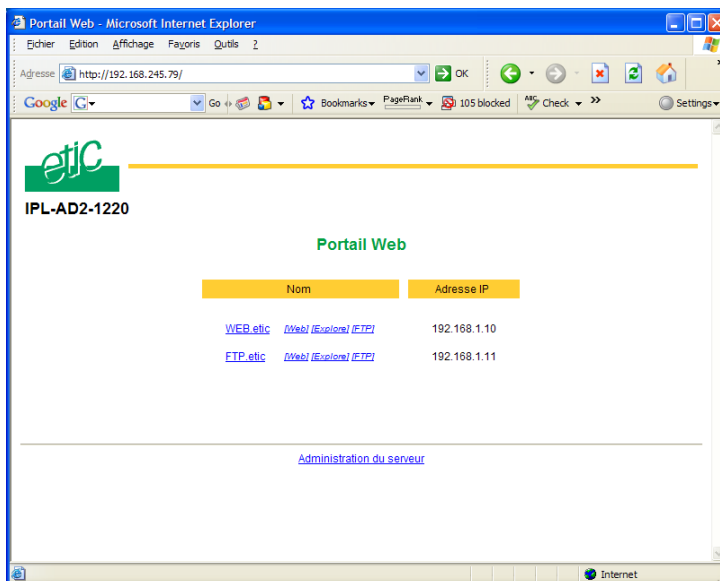 Portail Web - Microsoft Internet Explorer
Fichier Edition Affichage Favoris Outils ?
Adresse http://192.168.245.79/ OK
Google G Go Bookmarks PageRank 105 blocked ABC Check >> Settings
etic
IPL-AD2-1220
Portail Web
Nom Adresse IP
WEB.etic [Web] [Explore] [FTP] 192.168.1.10
FTP.etic [Web] [Explore] [FTP] 192.168.1.11
Administration du serveur
Internet